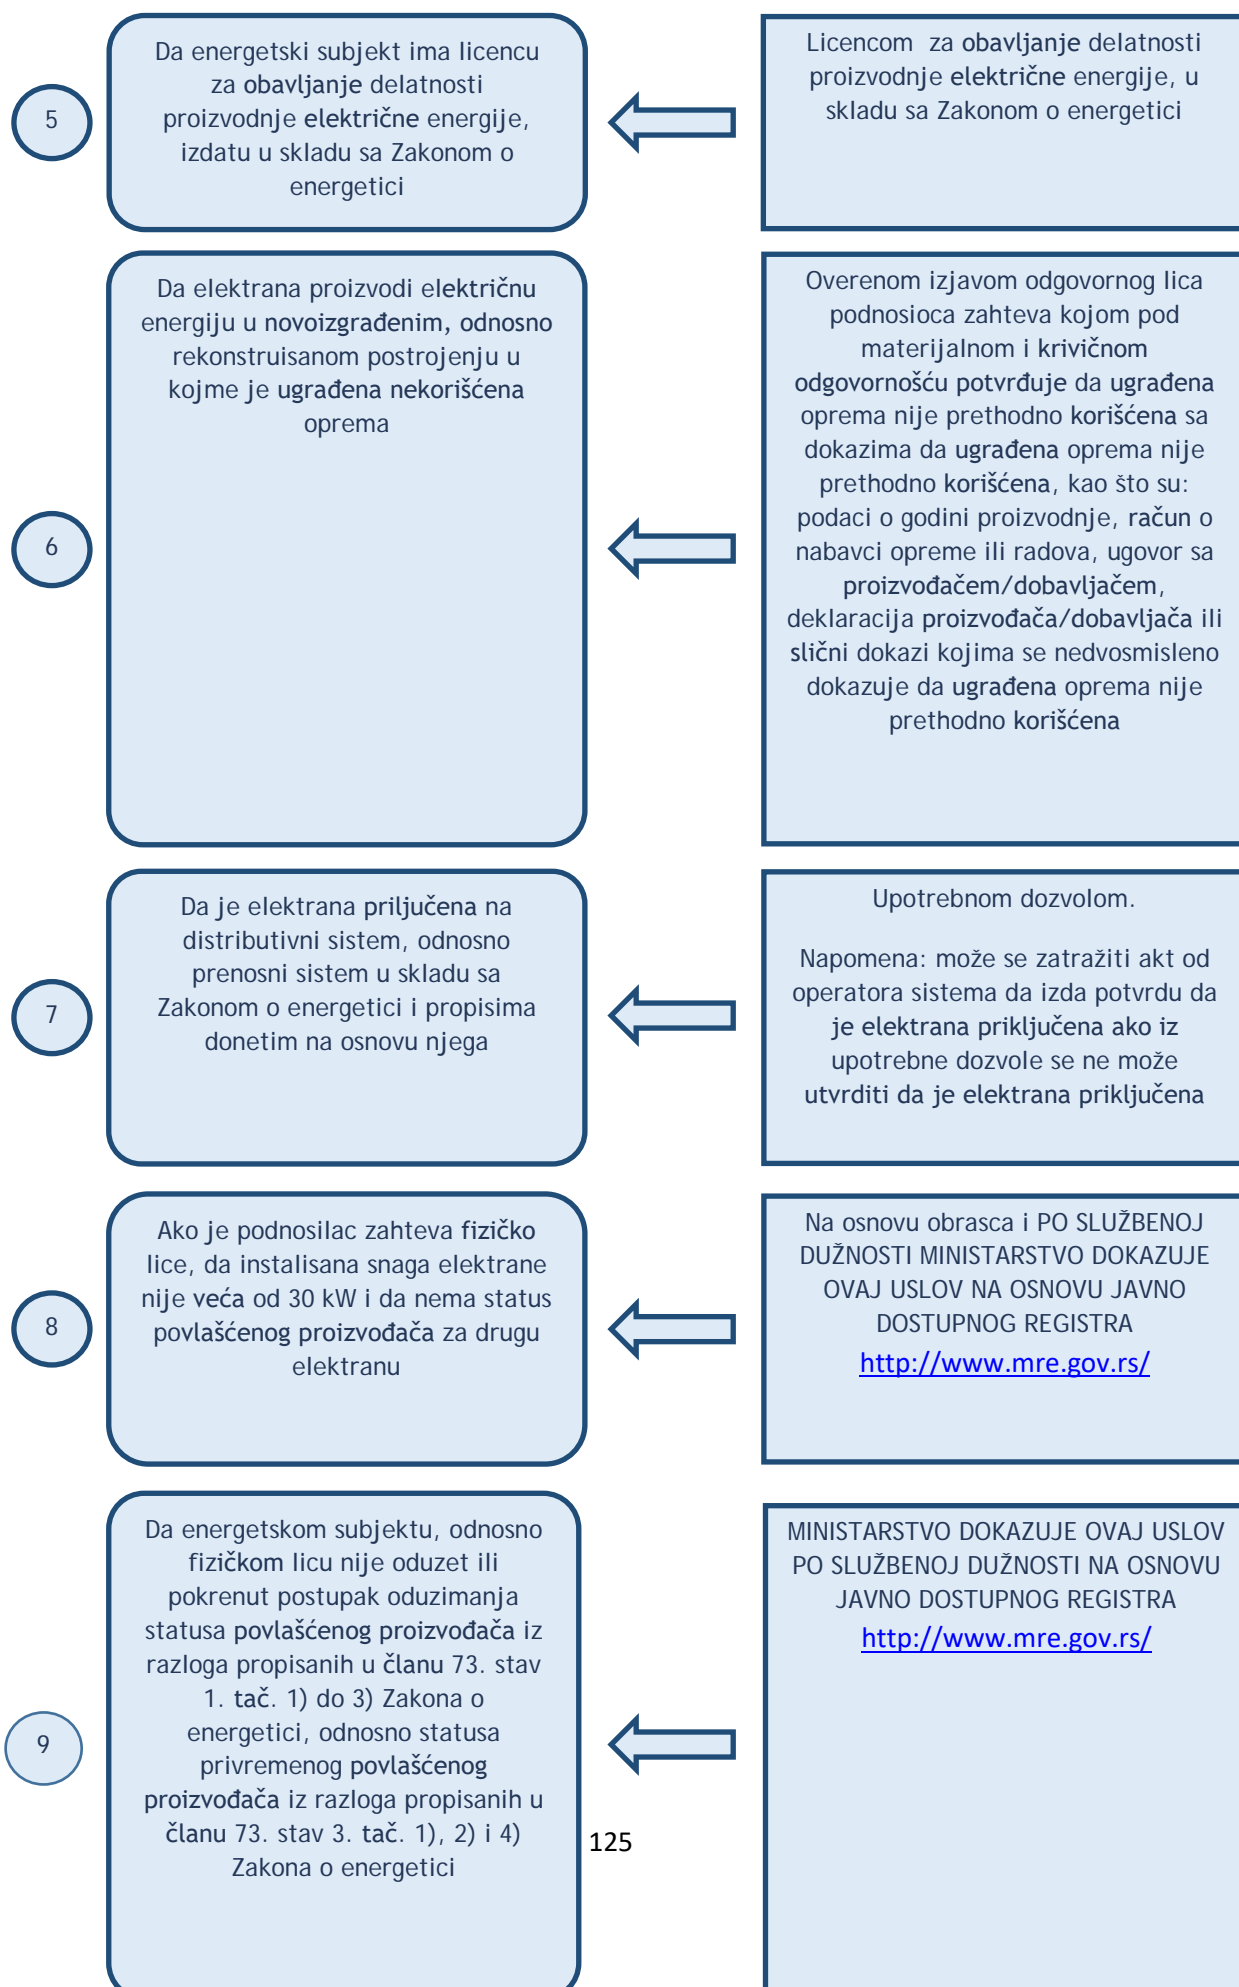 5
Da energetski subjekt ima licencu
za obavljanje delatnosti
proizvodnje električne energije,
izdatu u skladu sa Zakonom o
energetici
Licencom za obavljanje delatnosti
proizvodnje električne energije, u
skladu sa Zakonom o energetici
6
Da elektrana proizvodi električnu
energiju u novoizgrađenim, odnosno
rekonstruisanom postrojenju u
kojme je ugrađena nekorišćena
oprema
Overenom izjavom odgovornog lica
podnosioca zahteva kojom pod
materijalnom i krivičnom
odgovornošću potvrđuje da ugrađena
oprema nije prethodno korišćena sa
dokazima da ugrađena oprema nije
prethodno korišćena, kao što su:
podaci o godini proizvodnje, račun o
nabavci opreme ili radova, ugovor sa
proizvođačem/dobavljačem,
deklaracija proizvođača/dobavljača ili
slični dokazi kojima se nedvosmisleno
dokazuje da ugrađena oprema nije
prethodno korišćena
7
Da je elektrana priljučena na
distributivni sistem, odnosno
prenosni sistem u skladu sa
Zakonom o energetici i propisima
donetim na osnovu njega
Upotrebnom dozvolom.
Napomena: može se zatražiti akt od
operatora sistema da izda potvrdu da
je elektrana priključena ako iz
upotrebne dozvole se ne može
utvrditi da je elektrana priključena
8
Ako je podnosilac zahteva fizičko
lice, da instalisana snaga elektrane
nije veća od 30 kW i da nema status
povlašćenog proizvođača za drugu
elektranu
Na osnovu obrasca i PO SLUŽBENOJ
DUŽNOSTI MINISTARSTVO DOKAZUJE
OVAJ USLOV NA OSNOVU JAVNO
DOSTUPNOG REGISTRA
http://www.mre.gov.rs/
9
Da energetskom subjektu, odnosno
fizičkom licu nije oduzet ili
pokrenut postupak oduzimanja
statusa povlašćenog proizvođača iz
razloga propisanih u članu 73. stav
1. tač. 1) do 3) Zakona o
energetici, odnosno statusa
privremenog povlašćenog
proizvođača iz razloga propisanih u
članu 73. stav 3. tač. 1), 2) i 4)
Zakona o energetici
MINISTARSTVO DOKAZUJE OVAJ USLOV
PO SLUŽBENOJ DUŽNOSTI NA OSNOVU
JAVNO DOSTUPNOG REGISTRA
http://www.mre.gov.rs/
125